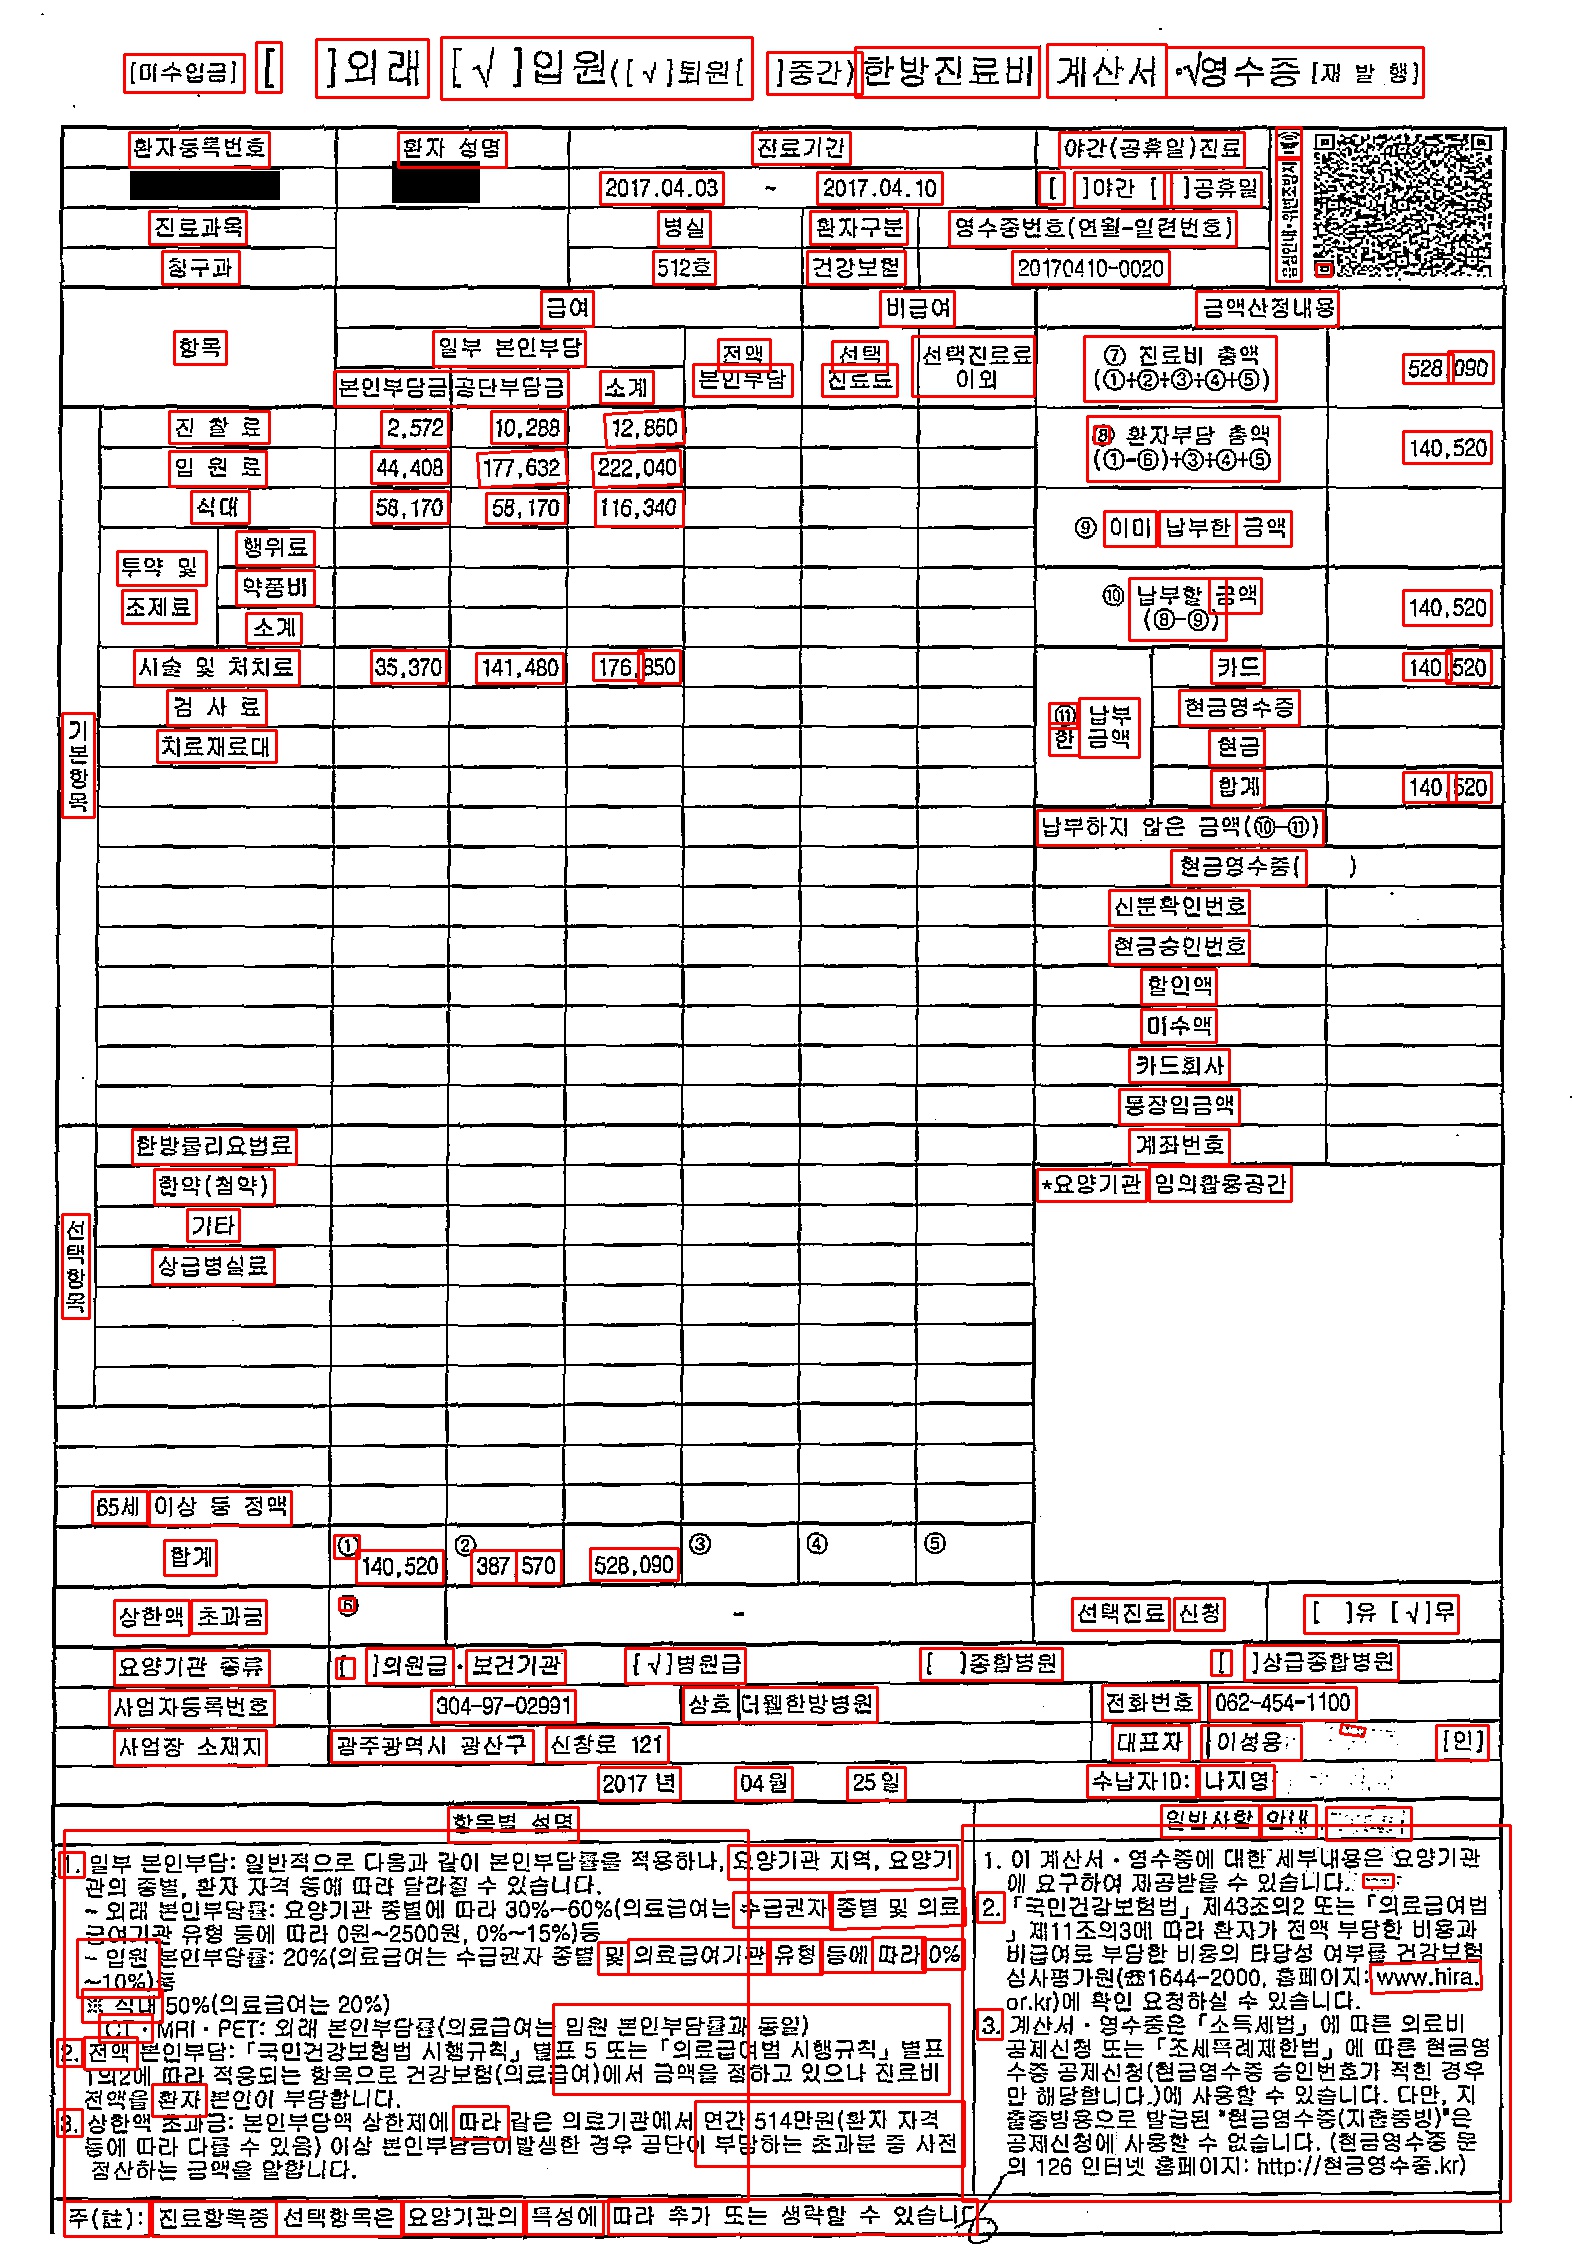 [미수입금] [ ]외래 [√]입원([√]퇴원[ ]중간) 한방진료비 계산서 ·√영수증 [재 발 행]
환자등록번호 환자 성명 진료기간 야간(공휴일)진료
2017.04.03 ~ 2017.04.10 [ ]야간 [ ]공휴일
진료과목 병실 환자구분 영수증번호(연월-일련번호)
침구과 512호 건강보험 20170410-0020
항목 급여 비급여 금액산정내용
일부 본인부담 전액 본인부담 선택 진료료 선택진료료 이외
본인부담금 공단부담금 소계
⑦ 진료비 총액 (①+②+③+④+⑤) 528,090
기본항목
진 찰 료 2,572 10,288 12,860
⑧ 환자부담 총액 (①-⑥)+③+④+⑤ 140,520
입 원 료 44,408 177,632 222,040
식대 58,170 58,170 116,340
⑨ 이미 납부한 금액
투약 및 조제료 행위료
약품비
소계
⑩ 납부할 금액 (⑧-⑨) 140,520
시술 및 처치료 35,370 141,480 176,850
⑪ 납부한 금액 카드 140,520
검 사 료 현금영수증
치료재료대 현금
합계 140,520
납부하지 않은 금액(⑩-⑪)
현금영수증( )
신분확인번호
현금승인번호
할인액
미수액
카드회사
통장입금액
선택항목
한방물리요법료 계좌번호
한약(첩약) *요양기관 임의활용공간
기타
상급병실료
65세 이상 등 정액
합계 ① 140,520 ② 387 570 528,090 ③ ④ ⑤
상한액 초과금 ⑥ - 선택진료 신청 [ ]유 [√]무
요양기관 종류 [ ]의원급·보건기관 [√]병원급 [ ]종합병원 [ ]상급종합병원
사업자등록번호 304-97-02991 상호 더웰한방병원 전화번호 062-454-1100
사업장 소재지 광주광역시 광산구 신창로 121 대표자 이성용 [인]
2017 년 04월 25일 수납자ID: 나지영
항목별 설명
1. 일부 본인부담: 일반적으로 다음과 같이 본인부담률을 적용하나, 요양기관 지역, 요양기
관의 종별, 환자 자격 등에 따라 달라질 수 있습니다.
- 외래 본인부담률: 요양기관 종별에 따라 30%~60%(의료급여는 수급권자 종별 및 의료
급여기관 유형 등에 따라 0원~2500원, 0%~15%)등
- 입원 본인부담률: 20%(의료급여는 수급권자 종별 및 의료급여기관 유형 등에 따라 0%
~10%)등
※ 식대 50%(의료급여는 20%)
CT·MRI·PET: 외래 본인부담률(의료급여는 입원 본인부담률과 동일)
2. 전액 본인부담: 「국민건강보험법 시행규칙」 별표 5 또는 「의료급여법 시행규칙」 별표
1의2에 따라 적용되는 항목으로 건강보험(의료급여)에서 금액을 정하고 있으나 진료비
전액을 환자 본인이 부담합니다.
3. 상한액 초과금: 본인부담액 상한제에 따라 같은 의료기관에서 연간 514만원(환자 자격
등에 따라 다를 수 있음) 이상 본인부담금이발생한 경우 공단이 부담하는 초과분 중 사전
정산하는 금액을 말합니다.
일반사항 안내
1. 이 계산서·영수증에 대한 세부내용은 요양기관
에 요구하여 제공받을 수 있습니다.
2. 「국민건강보험법」 제43조의2 또는 「의료급여법
」 제11조의3에 따라 환자가 전액 부담한 비용과
비급여로 부담한 비용의 타당성 여부를 건강보험
심사평가원(☎1644-2000, 홈페이지: www.hira.
or.kr)에 확인 요청하실 수 있습니다.
3. 계산서·영수증은 「소득세법」에 따른 의료비
공제신청 또는 「조세특례제한법」에 따른 현금영
수증 공제신청(현금영수증 승인번호가 적힌 경우
만 해당합니다.)에 사용할 수 있습니다. 다만, 지
출증빙용으로 발급된 "현금영수증(지출증빙)"은
공제신청에 사용할 수 없습니다. (현금영수증 문
의 126 인터넷 홈페이지: http://현금영수증.kr)
주(註): 진료항목중 선택항목은 요양기관의 특성에 따라 추가 또는 생략할 수 있습니다